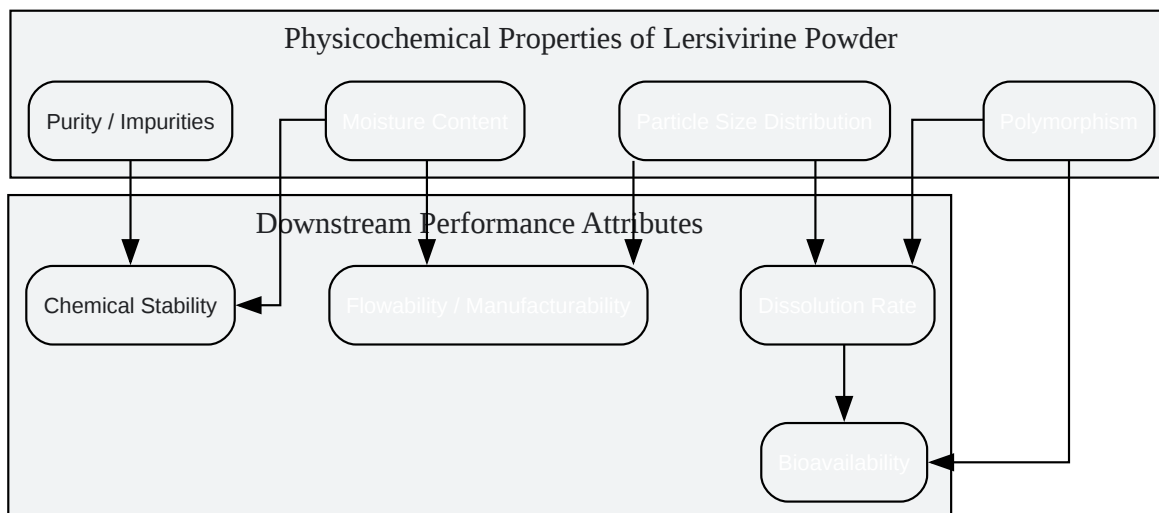 Physicochemical Properties of Lersivirine Powder
Purity / Impurities
Moisture Content
Particle Size Distribution
Polymorphism
Downstream Performance Attributes
Chemical Stability
Flowability / Manufacturability
Dissolution Rate
Bioavailability